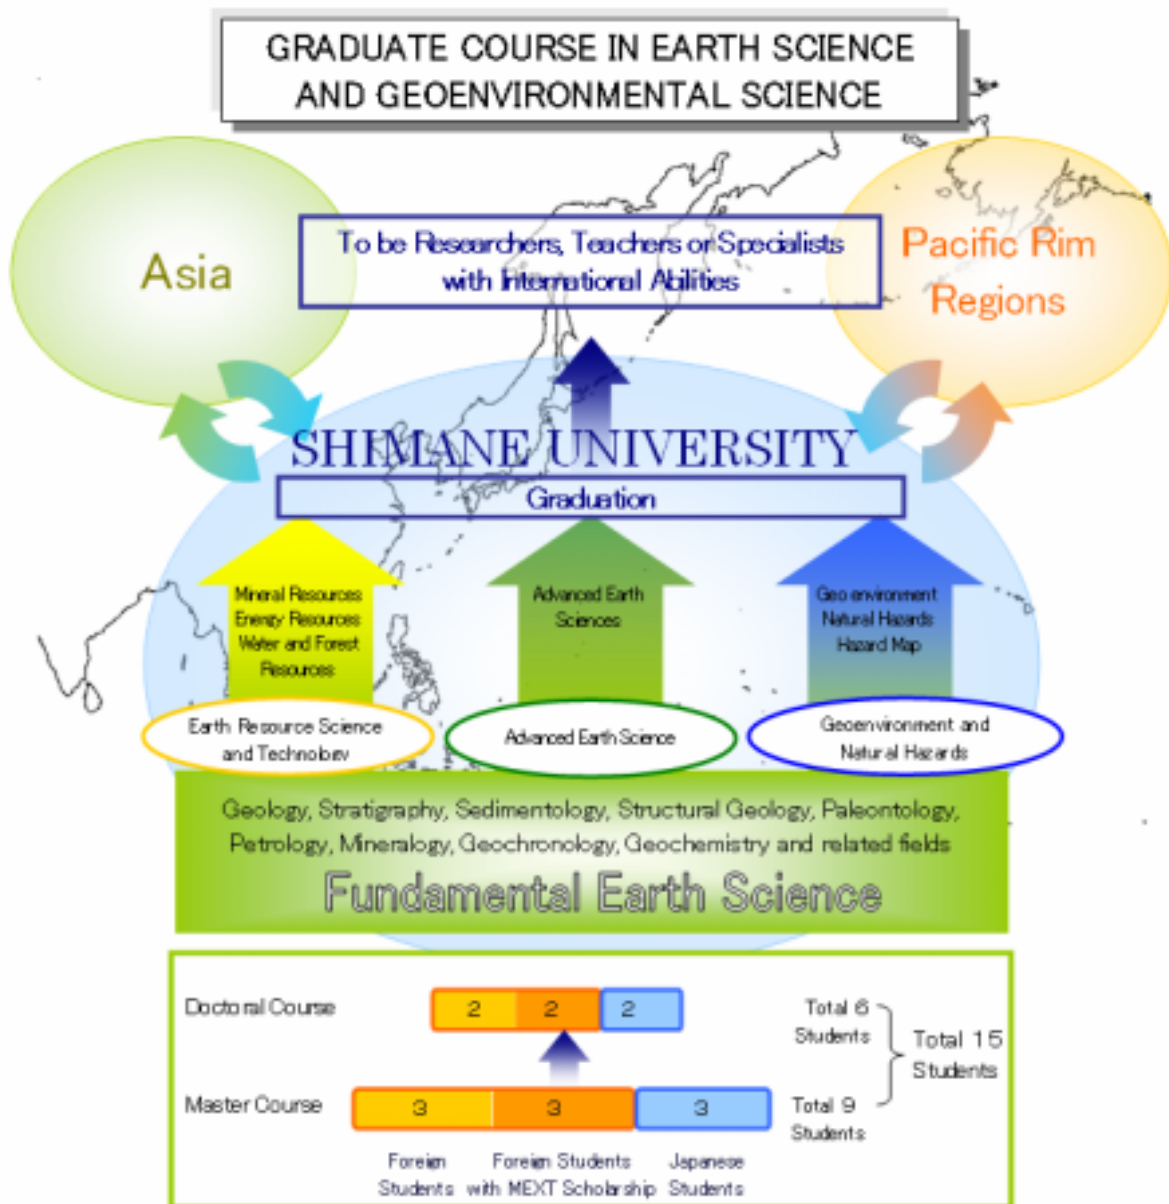 GRADUATE COURSE IN EARTH SCIENCE
AND GEOENVIRONMENTAL SCIENCE
Asia
To be Researchers, Teachers or Specialists
with International Abilities
Pacific Rim
Regions
SHIMANE UNIVERSITY
Graduation
Mineral Resources
Energy Resources
Water and Forest
Resources
Advanced Earth
Sciences
Geo environment
Natural Hazards
Hazard Map
Earth Resource Science
and Technology
Advanced Earth Science
Geoenvironment and
Natural Hazards
Geology, Stratigraphy, Sedimentology, Structural Geology, Paleontology,
Petrology, Mineralogy, Geochronology, Geochemistry and related fields
Fundamental Earth Science
Doctoral Course
2
2
2
Total 6
Students
Total 15
Students
Master Course
3
3
3
Total 9
Students
Foreign
Students
Foreign Students
with MEXT Scholarship
Japanese
Students